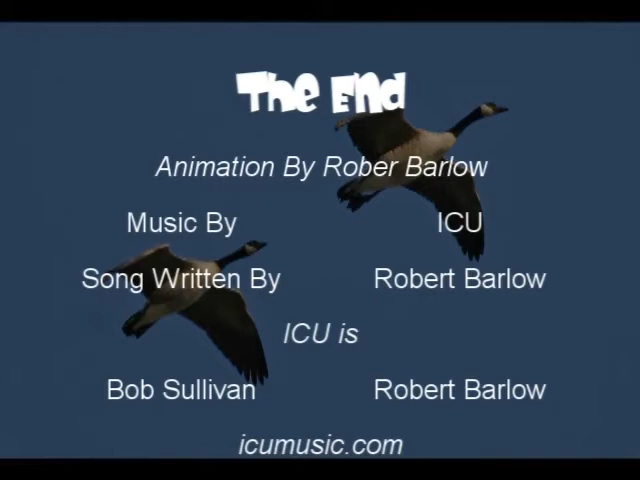 The End
Animation By Rober Barlow
Music By ICU
Song Written By Robert Barlow
ICU is
Bob Sullivan Robert Barlow
icumusic.com